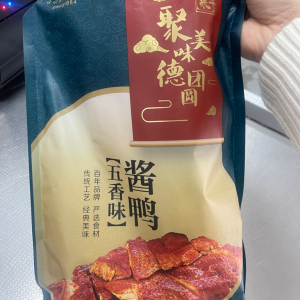 聚味德
美团圆
酱鸭
【五香味】
百年品牌 严选食材
传统工艺 经典美味